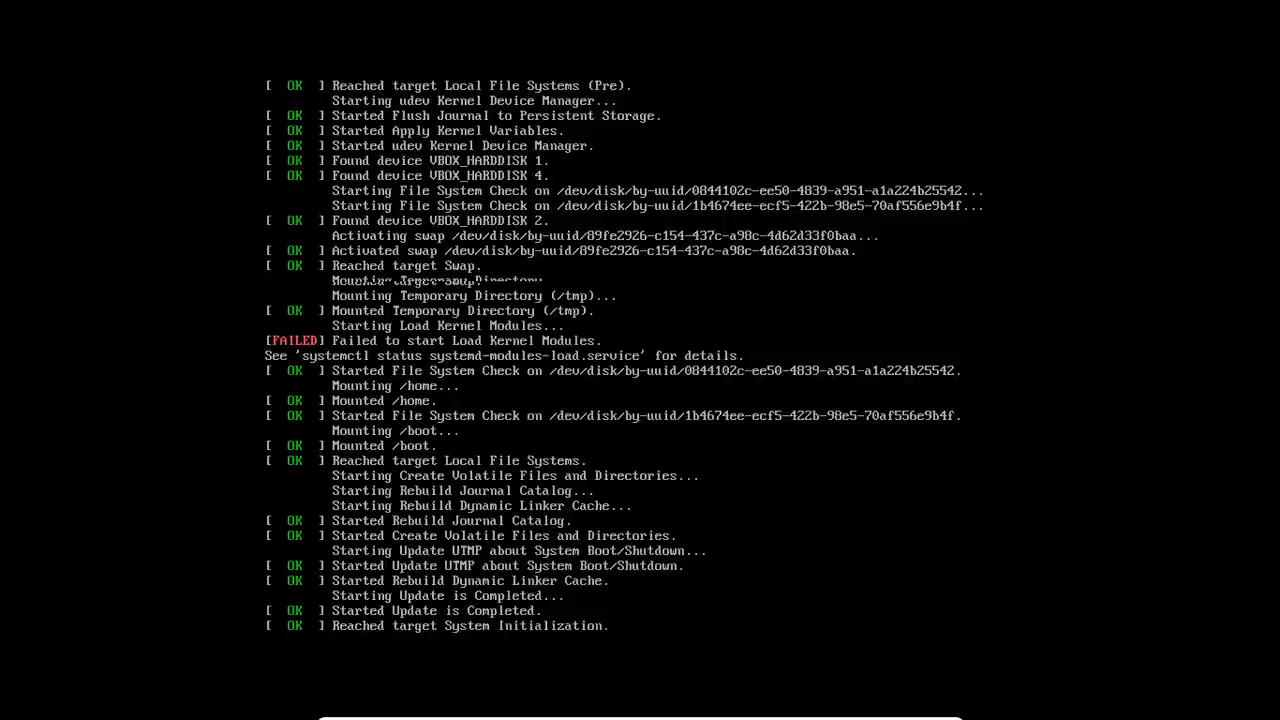 [  OK  ] Reached target Local File Systems (Pre).
Starting udev Kernel Device Manager...
[  OK  ] Started Flush Journal to Persistent Storage.
[  OK  ] Started Apply Kernel Variables.
[  OK  ] Started udev Kernel Device Manager.
[  OK  ] Found device VBOX_HARDDISK 1.
[  OK  ] Found device VBOX_HARDDISK 4.
Starting File System Check on /dev/disk/by-uuid/0844102c-ee50-4839-a951-a1a224b25542...
Starting File System Check on /dev/disk/by-uuid/1b4674ee-ecf5-422b-98e5-70af556e9b4f...
[  OK  ] Found device VBOX_HARDDISK 2.
Activating swap /dev/disk/by-uuid/89fe2926-c154-437c-a98c-4d62d33f0baa...
[  OK  ] Activated swap /dev/disk/by-uuid/89fe2926-c154-437c-a98c-4d62d33f0baa.
[  OK  ] Reached target Swap.
Mounting Temporary Directory (/tmp)...
[  OK  ] Mounted Temporary Directory (/tmp).
Starting Load Kernel Modules...
[FAILED] Failed to start Load Kernel Modules.
See 'systemctl status systemd-modules-load.service' for details.
[  OK  ] Started File System Check on /dev/disk/by-uuid/0844102c-ee50-4839-a951-a1a224b25542.
Mounting /home...
[  OK  ] Mounted /home.
[  OK  ] Started File System Check on /dev/disk/by-uuid/1b4674ee-ecf5-422b-98e5-70af556e9b4f.
Mounting /boot...
[  OK  ] Mounted /boot.
[  OK  ] Reached target Local File Systems.
Starting Create Volatile Files and Directories...
Starting Rebuild Journal Catalog...
Starting Rebuild Dynamic Linker Cache...
[  OK  ] Started Rebuild Journal Catalog.
[  OK  ] Started Create Volatile Files and Directories.
Starting Update UTMP about System Boot/Shutdown...
[  OK  ] Started Update UTMP about System Boot/Shutdown.
[  OK  ] Started Rebuild Dynamic Linker Cache.
Starting Update is Completed...
[  OK  ] Started Update is Completed.
[  OK  ] Reached target System Initialization.